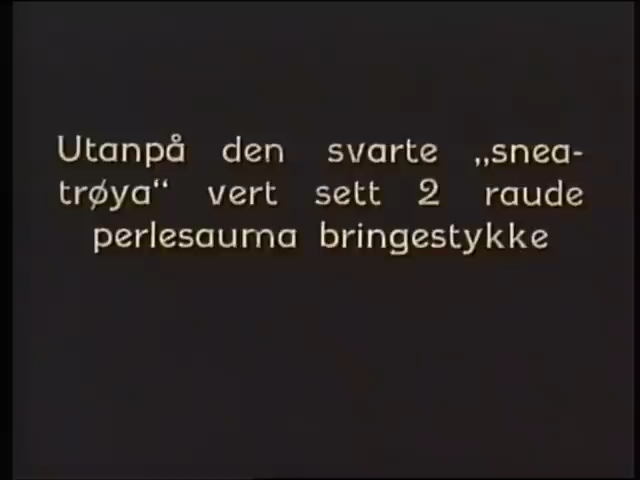 Utanpå den svarte „snea-
trøya“ vert sett 2 raude
perlesauma bringestykke